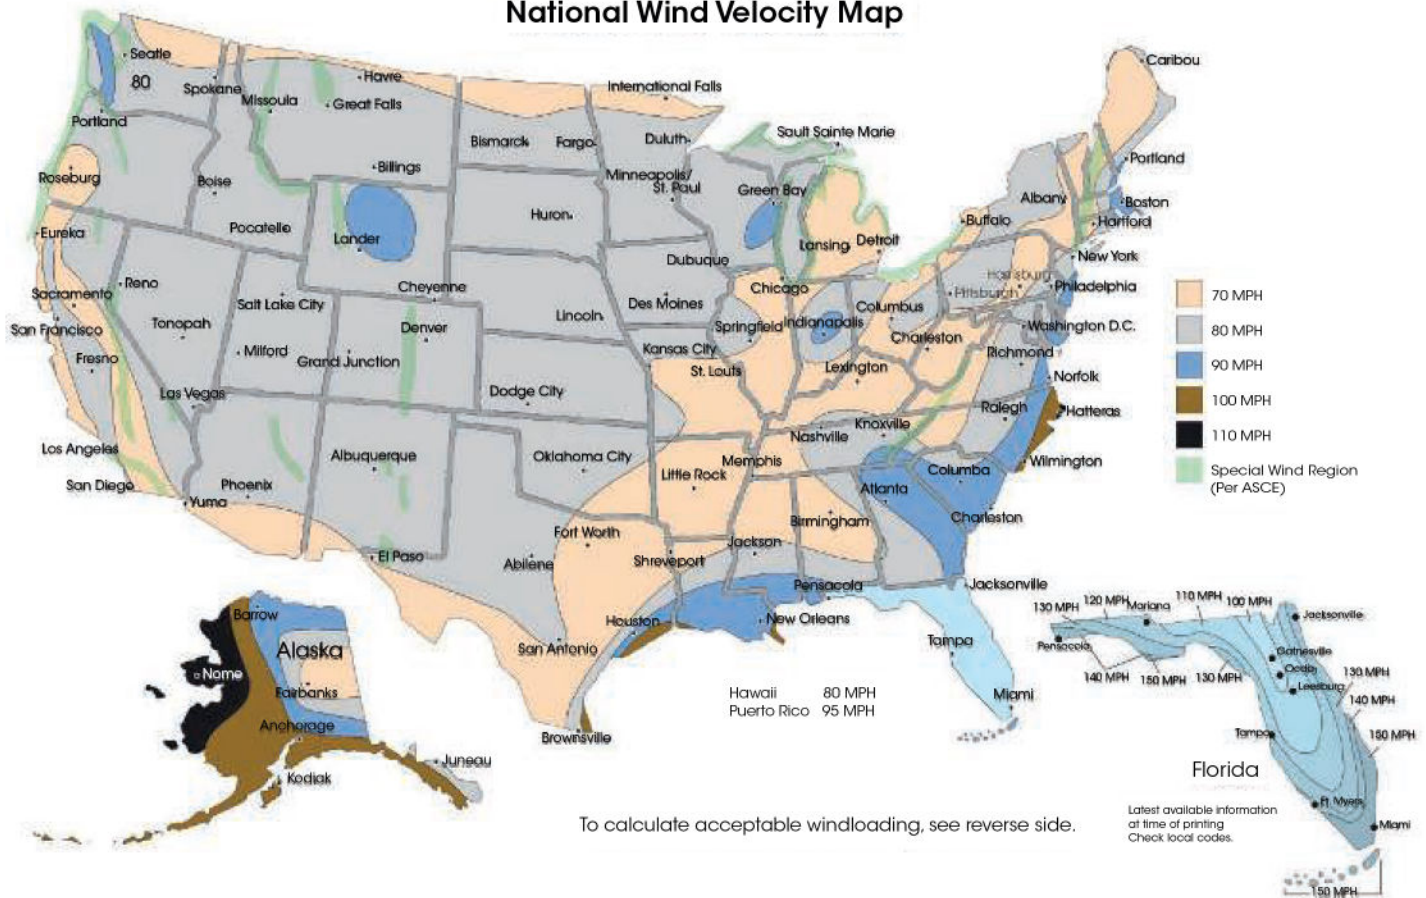 National Wind Velocity Map
Seatle
80
Spokane
Missoula
Havre
Great Falls
International Falls
Caribou
Portland
Bismarck
Fargo
Duluth
Sault Sainte Marie
Portland
Roseburg
Boise
Billings
Minneapolis/
St. Paul
Green Bay
Albany
Boston
Pocatello
Huron
Buffalo
Hartford
Eureka
Lander
Lansing
Detroit
New York
Reno
Dubuque
Harrisburg
Sacramento
Salt Lake City
Cheyenne
Chicago
Pittsburgh
Philadelphia
70 MPH
San Francisco
Tonopah
Denver
Lincoln
Des Moines
Columbus
Springfield
Indianapalis
Washington D.C.
80 MPH
Fresno
Milford
Grand Junction
Kansas City
Charleston
Richmond
90 MPH
St. Louts
Lexington
Norfolk
Las Vegas
Dodge City
Ralegh
Hatteras
100 MPH
Nashville
Knoxville
110 MPH
Los Angeles
Albuquerque
Oklahoma City
Memphis
Columba
Wilmington
Special Wind Region
(Per ASCE)
San Diego
Phoenix
Little Rock
Atlanta
Yuma
Charleston
Fort Worth
Birmingham
El Paso
Abilene
Shreveport
Jackson
Pensacola
Jacksonville
Barrow
Houston
New Orleans
Alaska
San Antonio
Tampa
Nome
Fairbanks
Hawaii 80 MPH
Puerto Rico 95 MPH
Miami
Anchorage
Brownsville
Juneau
Kodiak
130 MPH
120 MPH
Mariana
110 MPH
100 MPH
Jacksonville
Pensacola
140 MPH
150 MPH
130 MPH
Gatnesville
Ocala
Leesburg
130 MPH
140 MPH
Tampa
150 MPH
Florida
Ft. Myers
Miami
150 MPH
To calculate acceptable windloading, see reverse side.
Latest available information
at time of printing
Check local codes.